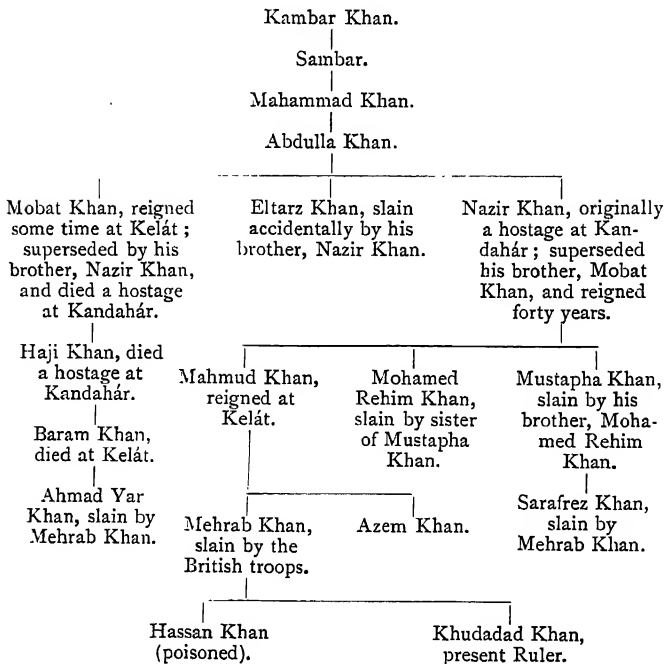 Kambar Khan.
Sambar.
Mahammad Khan.
Abdulla Khan.
Mobat Khan, reigned
some time at Kelát;
superseded by his
brother, Nazir Khan,
and died a hostage
at Kandahár.
Eltarz Khan, slain
accidentally by his
brother, Nazir Khan.
Nazir Khan, originally
a hostage at Kan-
dahár; superseded
his brother, Mobat
Khan, and reigned
forty years.
Haji Khan, died
a hostage at
Kandahár.
Mahmud Khan,
reigned at
Kelát.
Mohamed
Rehim Khan,
slain by sister
of Mustapha
Khan.
Mustapha Khan,
slain by his
brother, Moha-
med Rehim
Khan.
Baram Khan,
died at Kelát.
Ahmad Yar
Khan, slain by
Mehrab Khan.
Mehrab Khan,
slain by the
British troops.
Azem Khan.
Sarafrez Khan,
slain by
Mehrab Khan.
Hassan Khan
(poisoned).
Khudadad Khan,
present Ruler.